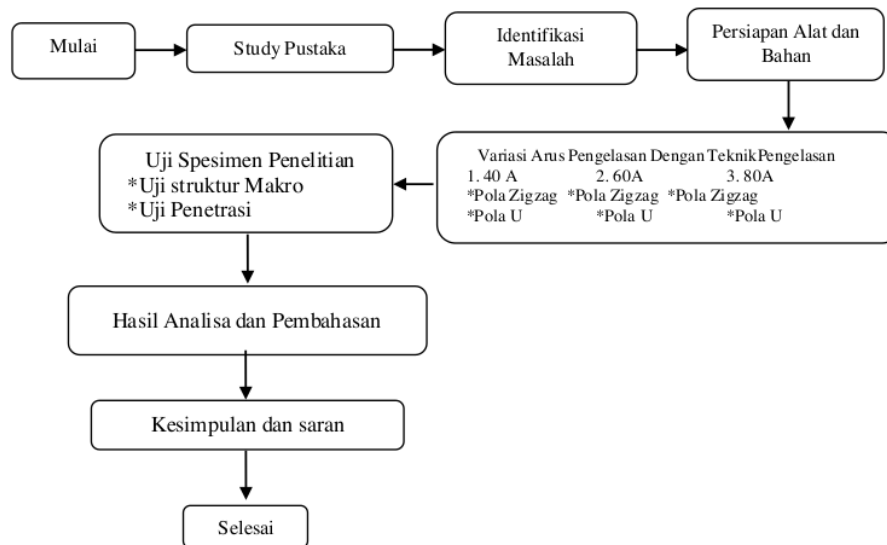 Mulai
Study Pustaka
Identifikasi
Masalah
Persiapan Alat dan
Bahan
Variasi Arus Pengelasan Dengan Teknik Pengelasan
1. 40 A 2. 60A 3. 80A
*Pola Zigzag *Pola Zigzag *Pola Zigzag
*Pola U *Pola U *Pola U
Uji Spesimen Penelitian
*Uji struktur Makro
*Uji Penetrasi
Hasil Analisa dan Pembahasan
Kesimpulan dan saran
Selesai